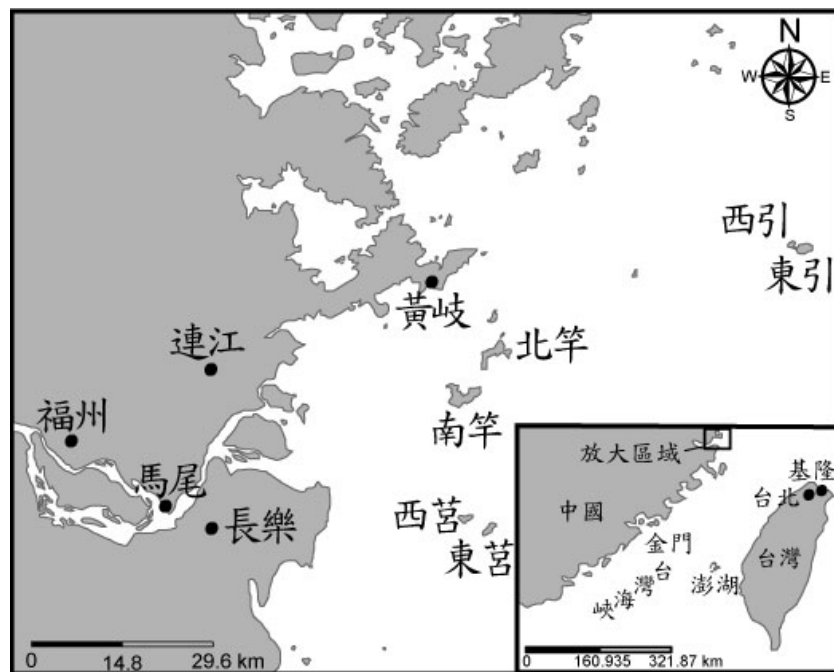 N
W
E
S
西引
東引
黃岐
北竿
連江
南竿
福州
馬尾
長樂
西莒
東莒
0
14.8
29.6 km
放大區域
基隆
台北
中國
金門
台灣
澎湖
台灣海峽
0
160.935
321.87 km